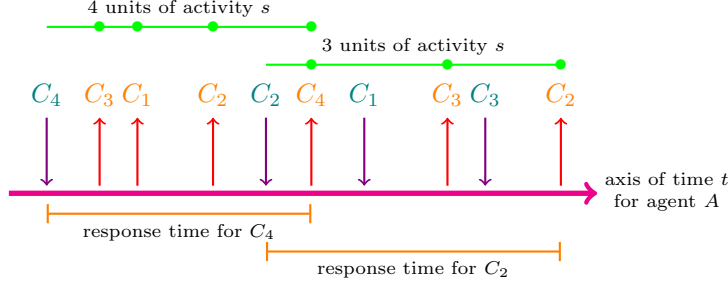 4 units of activity s
3 units of activity s
C₄ C₃ C₁ C₂ C₂ C₄ C₁ C₃ C₃ C₂
axis of time t
for agent A
response time for C₄
response time for C₂